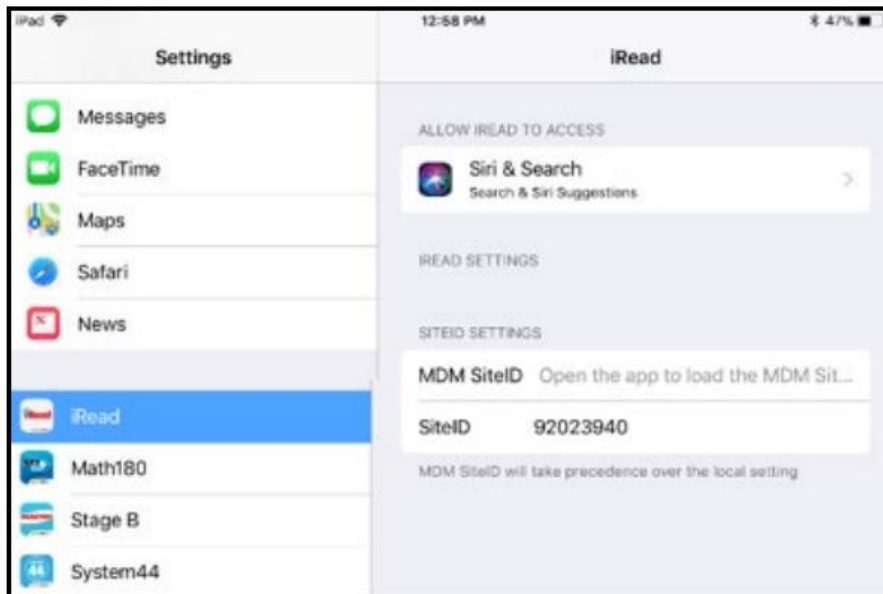 iPad 12:58 PM 47%
Settings
Messages
FaceTime
Maps
Safari
News
iRead
Math180
Stage B
System44
iRead
ALLOW IREAD TO ACCESS
Siri & Search
Search & Siri Suggestions
IREAD SETTINGS
SITEID SETTINGS
MDM SiteID Open the app to load the MDM Sit...
SiteID 92023940
MDM SiteID will take precedence over the local setting